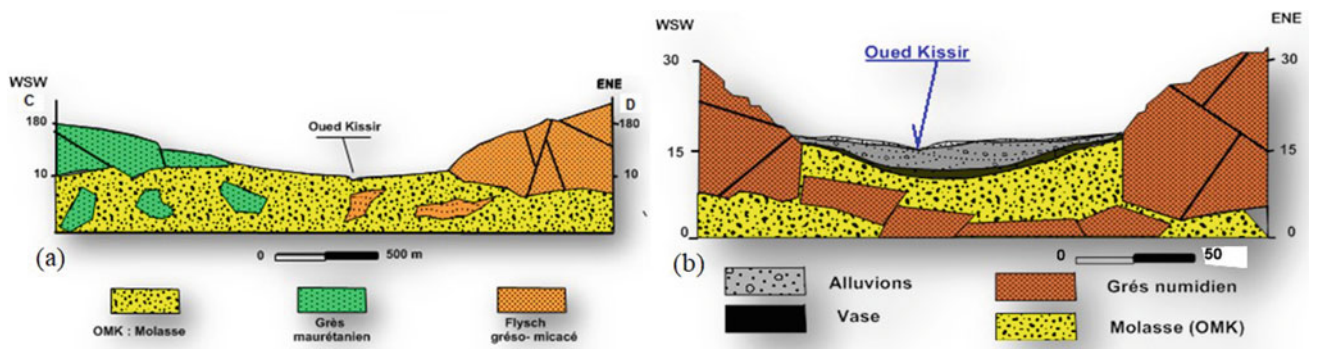 WSW
ENE
C
D
180
180
Oued Kissir
10
10
(a)
0
500 m
OMK : Molasse
Grès
maurétanien
Flysch
gréso- micacé
WSW
ENE
30
30
Oued Kissir
15
15
0
0
(b)
0
50
Alluvions
Grés numidien
Vase
Molasse (OMK)